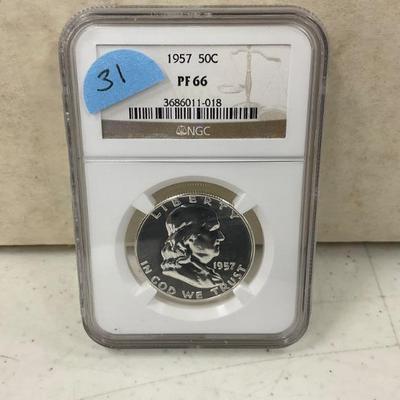 31
1957 50C
PF 66
3686011-018
NGC
LIBERTY
1957
IN GOD WE TRUST